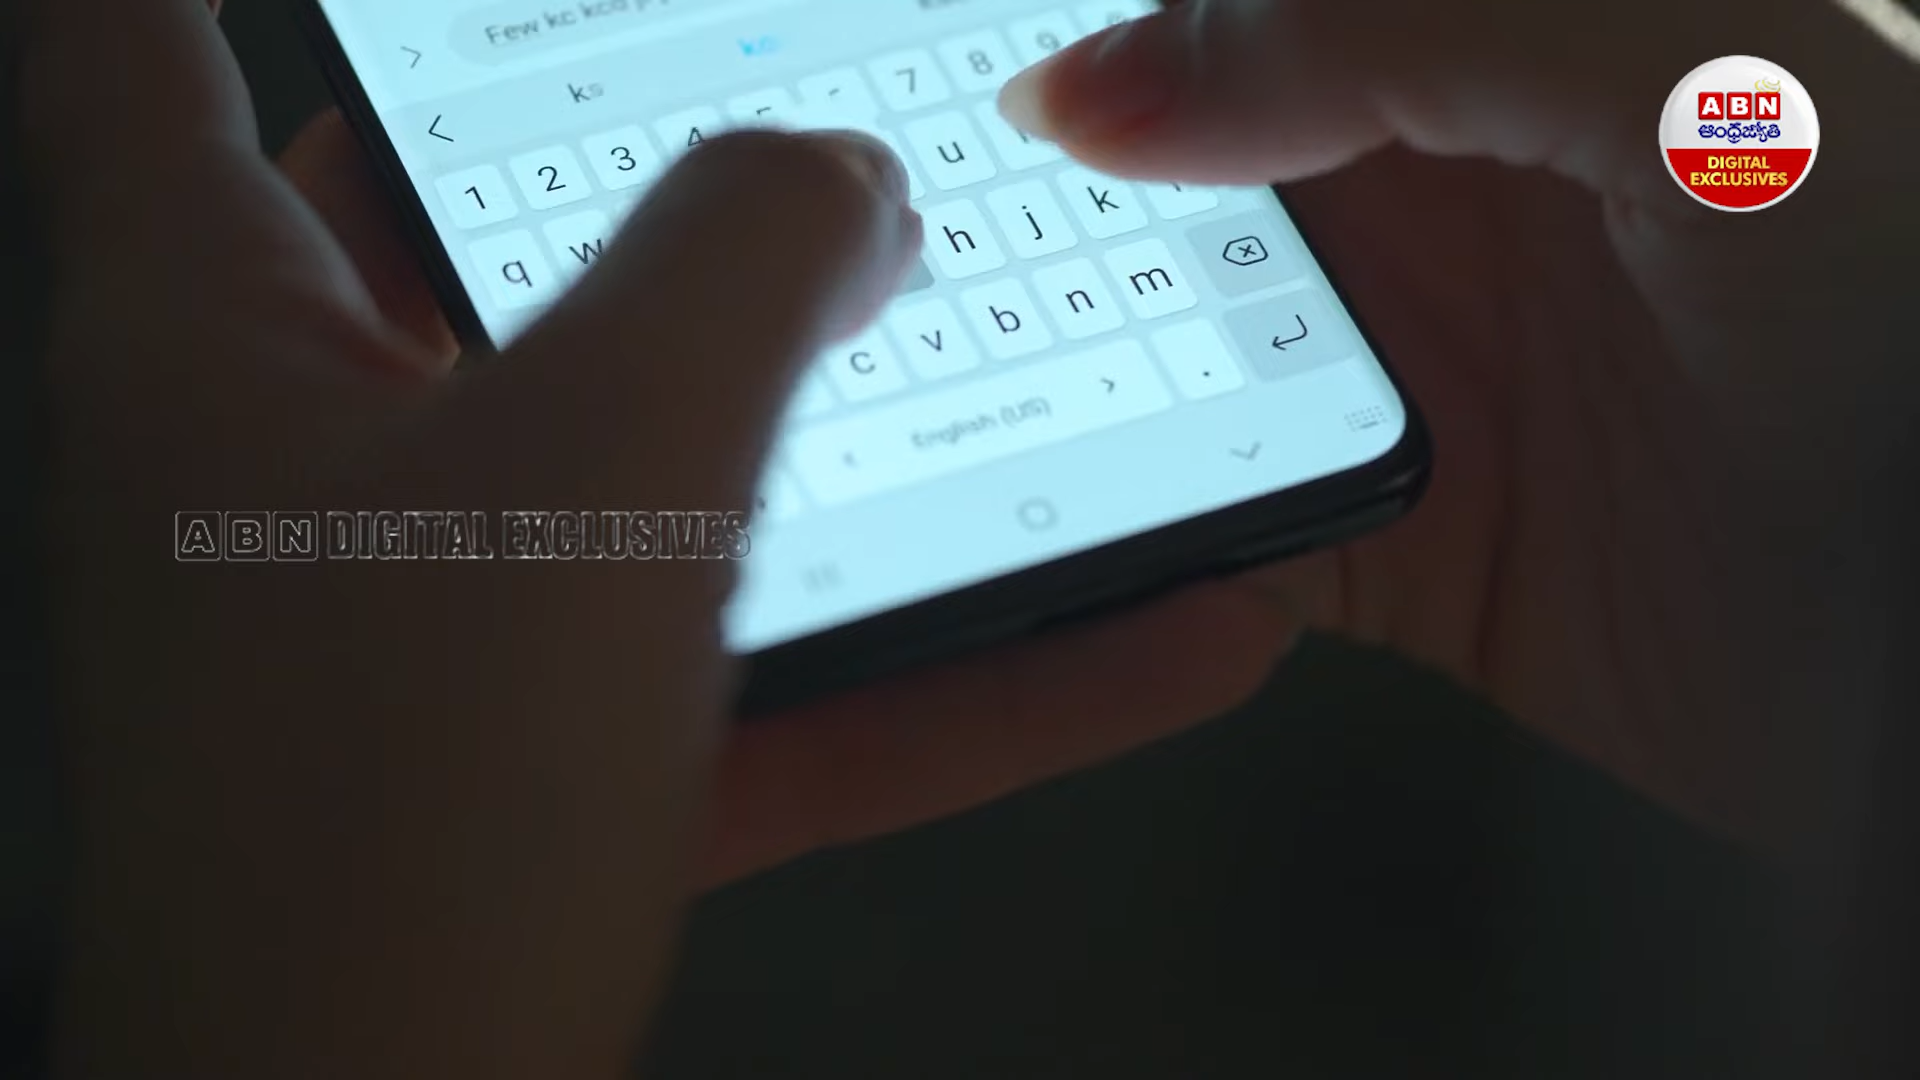 Few kc kcd
ks
kc
1 2 3 4 5 7 8 9
q w u
h j k
c v b n m
English (US)
.
ABN
ఆంధ్రజ్యోతి
DIGITAL
EXCLUSIVES
ABN DIGITAL EXCLUSIVES